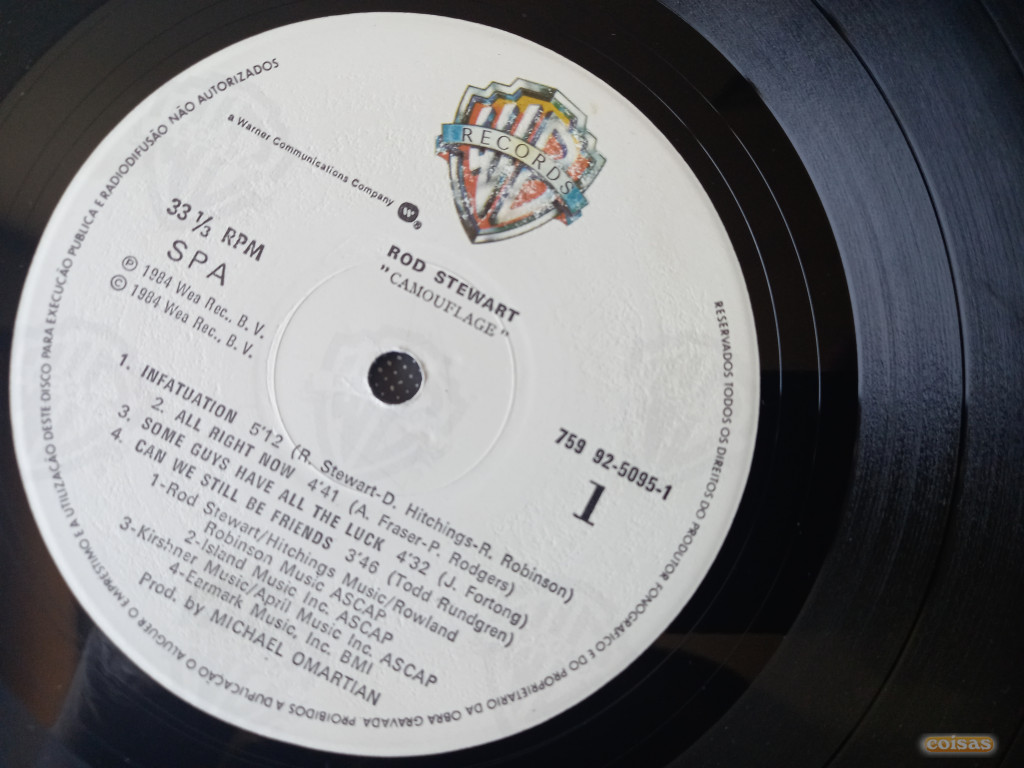 RECORDS
a Warner Communications Company
ROD STEWART
"CAMOUFLAGE"
33 1/3 RPM
SPA
℗ 1984 Wea Rec., B. V.
© 1984 Wea Rec., B. V.
759 92-5095-1
1
1. INFATUATION 5'12 (R. Stewart-D. Hitchings-R. Robinson)
2. ALL RIGHT NOW 4'41 (A. Fraser-P. Rodgers)
3. SOME GUYS HAVE ALL THE LUCK 4'32 (J. Fortong)
4. CAN WE STILL BE FRIENDS 3'46 (Todd Rundgren)
1-Rod Stewart/Hitchings Music/Rowland
Robinson Music ASCAP
2-Island Music Inc. ASCAP
3-Kirshner Music/April Music Inc. ASCAP
4-Eermark Music, Inc. BMI
Prod. by MICHAEL OMARTIAN
RESERVADOS TODOS OS DIREITOS DO PRODUTOR FONOGRAFICO E DO PROPRIETARIO DA OBRA GRAVADA. PROIBIDOS A DUPLICAÇÃO O ALUGUER O EMPRESTIMO E A UTILIZAÇÃO DESTE DISCO PARA EXECUÇÃO PUBLICA E RADIODIFUSÃO NÃO AUTORIZADOS
coisas